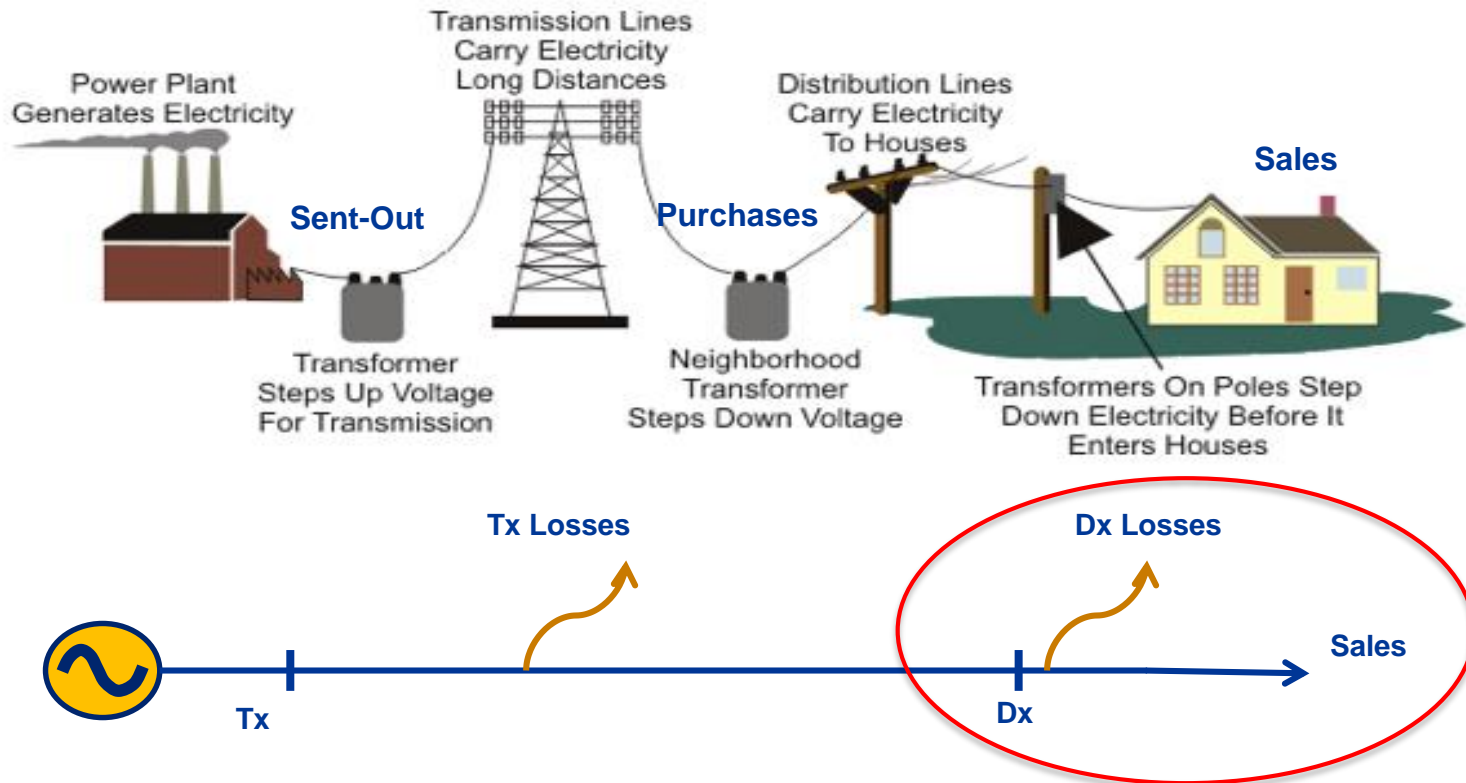 Power Plant
Generates Electricity
Transmission Lines
Carry Electricity
Long Distances
Distribution Lines
Carry Electricity
To Houses
Sales
Sent-Out
Purchases
Transformer
Steps Up Voltage
For Transmission
Neighborhood
Transformer
Steps Down Voltage
Transformers On Poles Step
Down Electricity Before It
Enters Houses
Tx Losses
Dx Losses
Sales
Tx
Dx